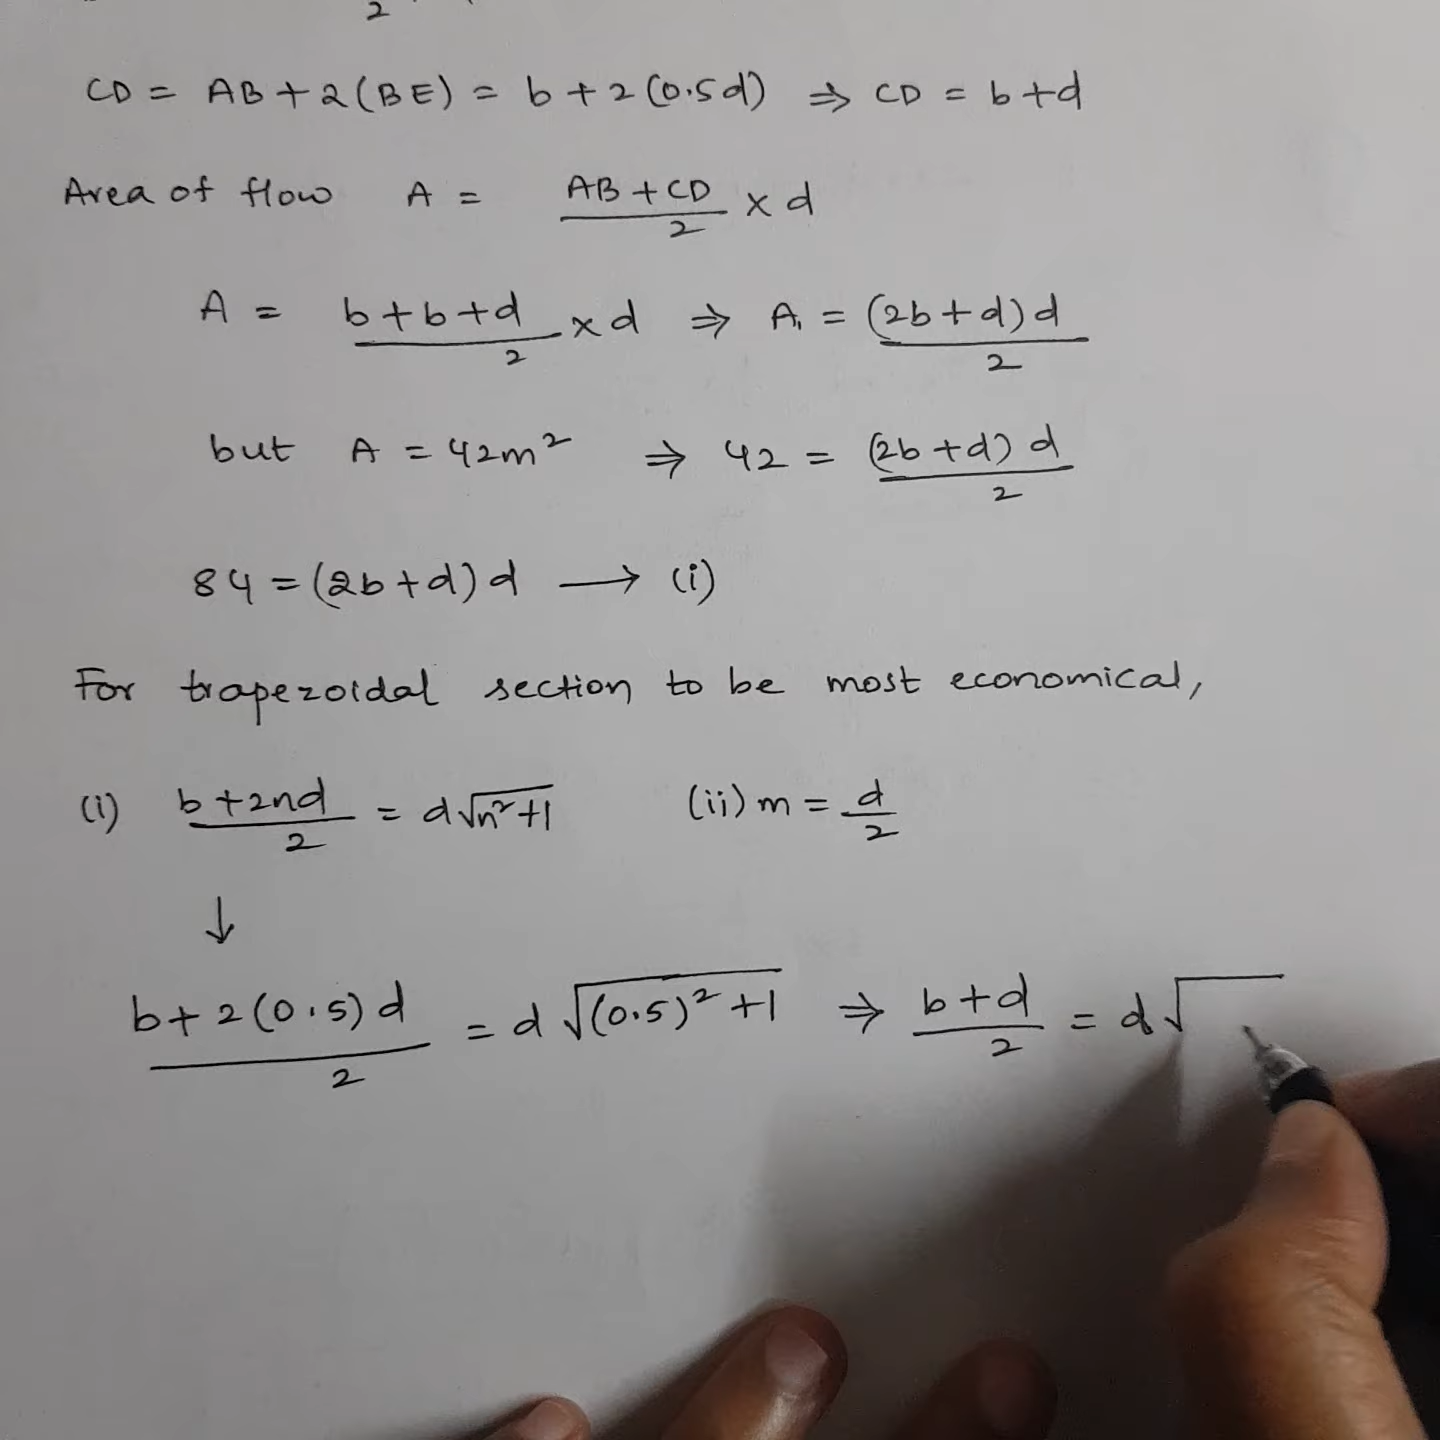 2
CD = AB + 2(BE) = b + 2(0.5d) ⇒ CD = b + d
Area of flow A = (AB + CD)/2 × d
A = (b + b + d)/2 × d ⇒ A = (2b + d)d/2
but A = 42m² ⇒ 42 = (2b + d)d/2
84 = (2b + d)d ⟶ (i)
For trapezoidal section to be most economical,
(i) (b + 2nd)/2 = d√(n² + 1) (ii) m = d/2
↓
(b + 2(0.5)d)/2 = d√((0.5)² + 1) ⇒ (b + d)/2 = d√